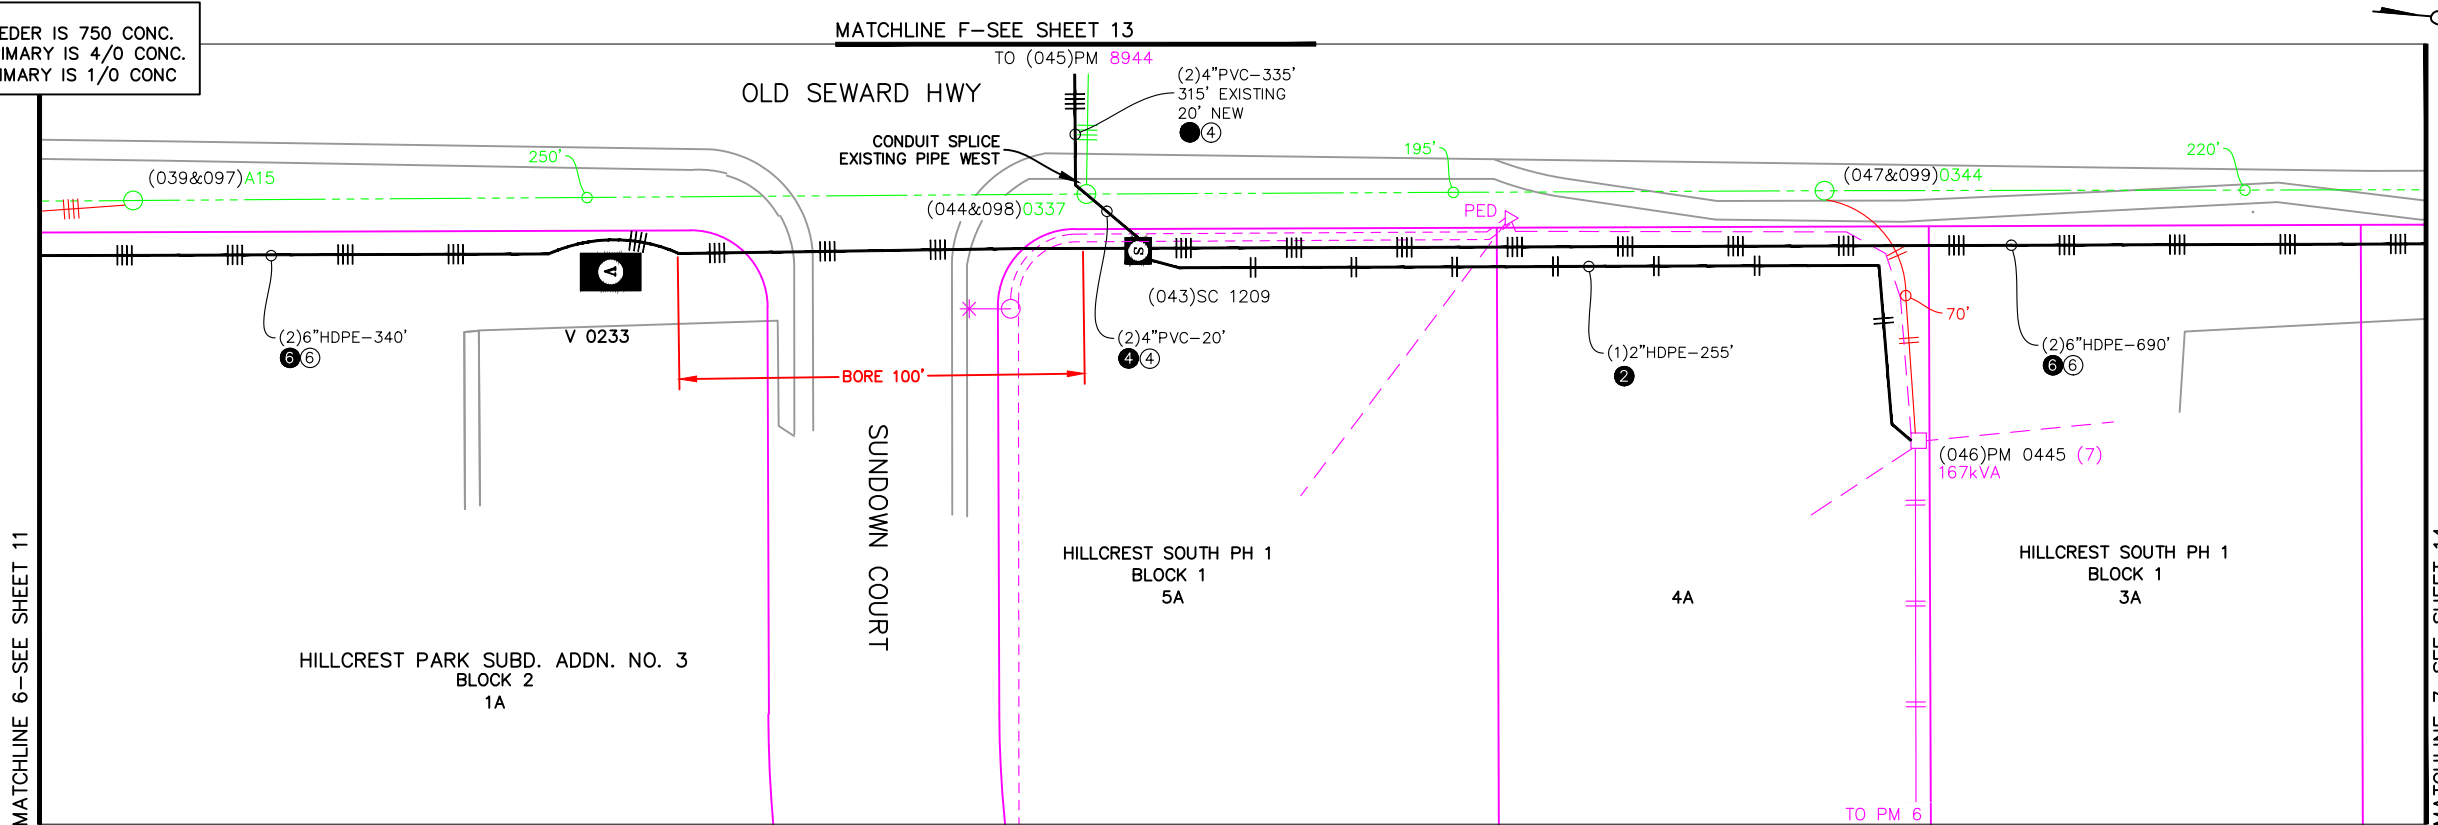 EDER IS 750 CONC.
IMARY IS 4/0 CONC.
IMARY IS 1/0 CONC
MATCHLINE F-SEE SHEET 13
TO (045)PM 8944
OLD SEWARD HWY
(2)4"PVC-335'
315' EXISTING
20' NEW
4
CONDUIT SPLICE
EXISTING PIPE WEST
250'
195'
220'
(039&097)A15
(047&099)0344
(044&098)0337
PED
A
S
(043)SC 1209
70'
(2)6"HDPE-340'
6 6
V 0233
(2)4"PVC-20'
4 4
(1)2"HDPE-255'
2
(2)6"HDPE-690'
6 6
BORE 100'
SUNDOWN COURT
(046)PM 0445 (7)
167kVA
HILLCREST SOUTH PH 1
BLOCK 1
5A
4A
HILLCREST SOUTH PH 1
BLOCK 1
3A
HILLCREST PARK SUBD. ADDN. NO. 3
BLOCK 2
1A
TO PM 6
MATCHLINE 6-SEE SHEET 11
MATCHLINE 7-SEE SHEET 14